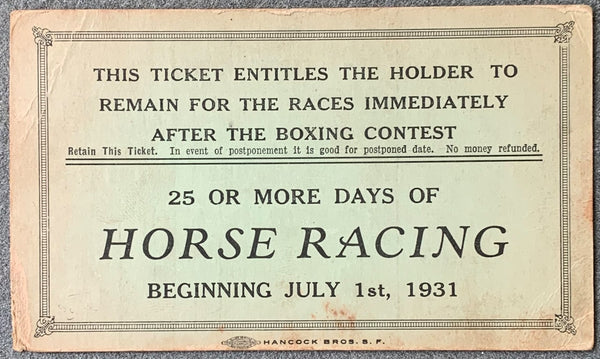 THIS TICKET ENTITLES THE HOLDER TO
REMAIN FOR THE RACES IMMEDIATELY
AFTER THE BOXING CONTEST
Retain This Ticket. In event of postponement it is good for postponed date. No money refunded.
25 OR MORE DAYS OF
HORSE RACING
BEGINNING JULY 1st, 1931
HANCOCK BROS. S. F.